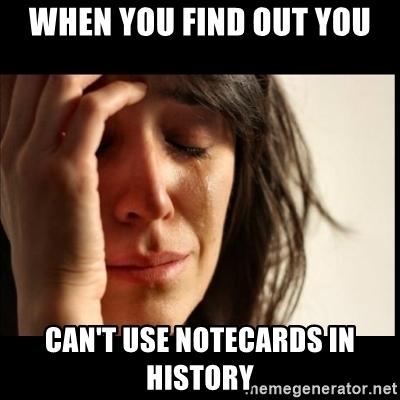 WHEN YOU FIND OUT YOU
CAN'T USE NOTECARDS IN
HISTORY
memegenerator.net